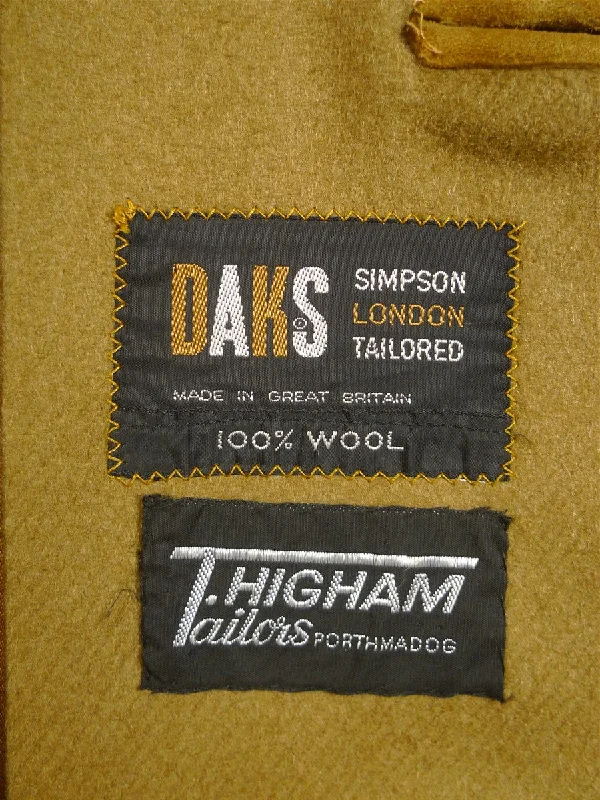 DAKS
SIMPSON
LONDON
TAILORED
MADE IN GREAT BRITAIN
100% WOOL
T. HIGHAM
Tailors PORTHMADOG